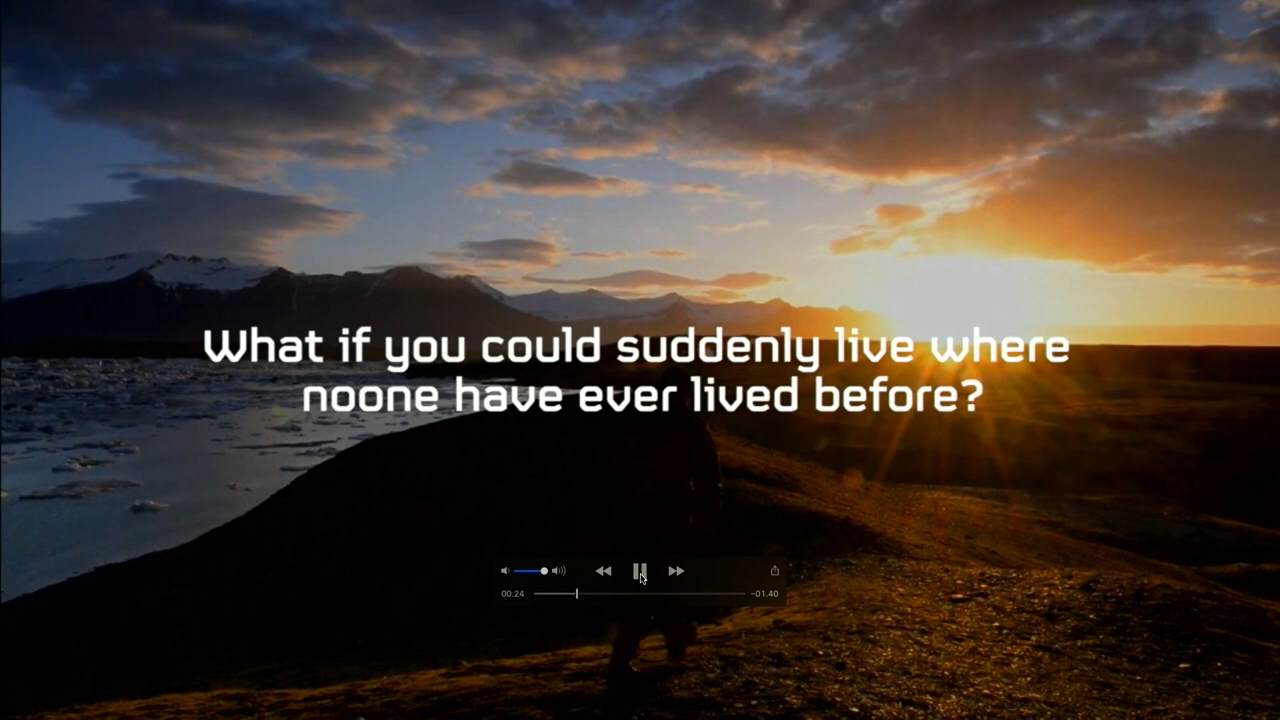 What if you could suddenly live where
noone have ever lived before?
00.24
−01.40